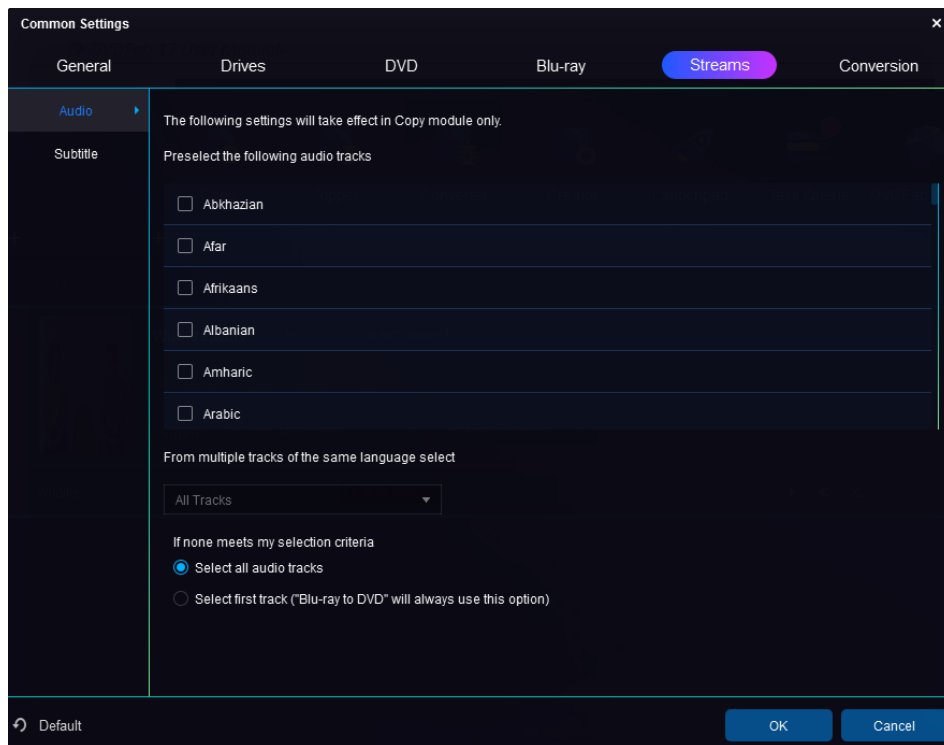 Common Settings
General Drives DVD Blu-ray Streams Conversion
Audio
Subtitle
The following settings will take effect in Copy module only.
Preselect the following audio tracks
Abkhazian
Afar
Afrikaans
Albanian
Amharic
Arabic
From multiple tracks of the same language select
All Tracks
If none meets my selection criteria
Select all audio tracks
Select first track ("Blu-ray to DVD" will always use this option)
Default OK Cancel